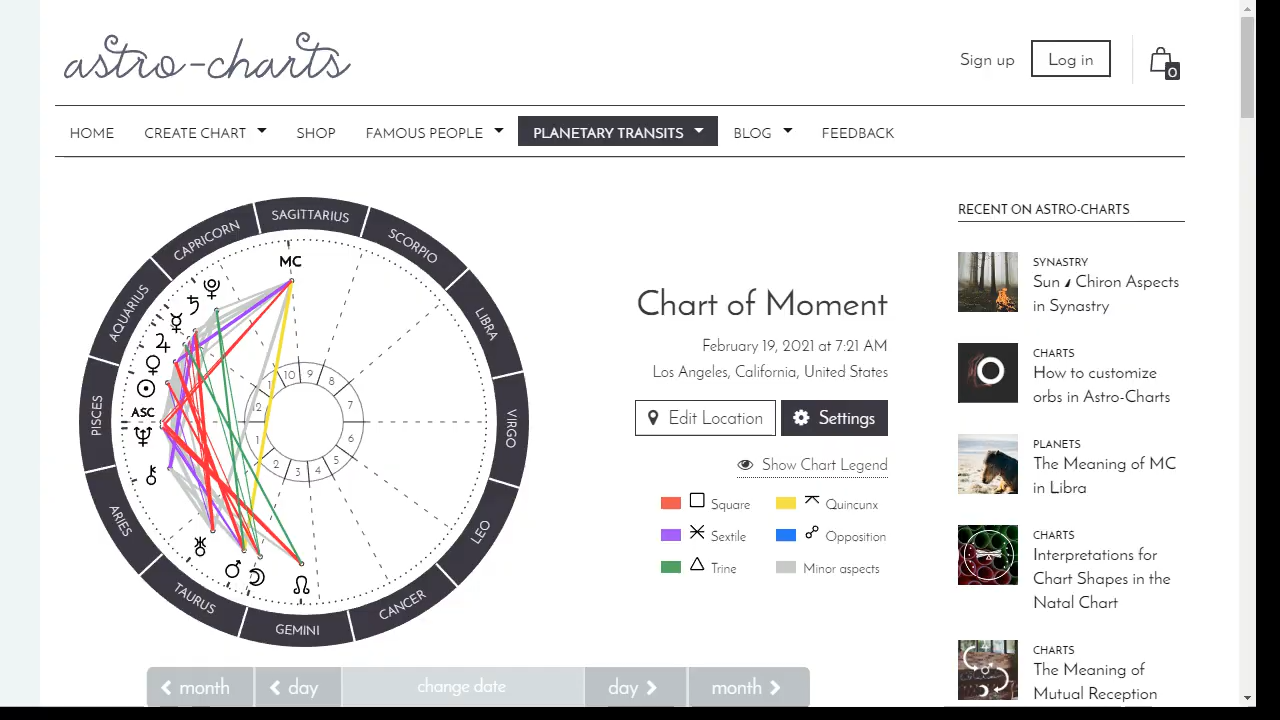 astro-charts
Sign up
Log in
0
HOME
CREATE CHART
SHOP
FAMOUS PEOPLE
PLANETARY TRANSITS
BLOG
FEEDBACK
SAGITTARIUS
SCORPIO
LIBRA
VIRGO
LEO
CANCER
GEMINI
TAURUS
ARIES
PISCES
AQUARIUS
CAPRICORN
MC
ASC
10
9
8
7
6
5
4
3
2
1
12
Chart of Moment
February 19, 2021 at 7:21 AM
Los Angeles, California, United States
Edit Location
Settings
Show Chart Legend
Square
Quincunx
Sextile
Opposition
Trine
Minor aspects
month
day
change date
day
month
RECENT ON ASTRO-CHARTS
SYNASTRY
Sun / Chiron Aspects
in Synastry
CHARTS
How to customize
orbs in Astro-Charts
PLANETS
The Meaning of MC
in Libra
CHARTS
Interpretations for
Chart Shapes in the
Natal Chart
CHARTS
The Meaning of
Mutual Reception